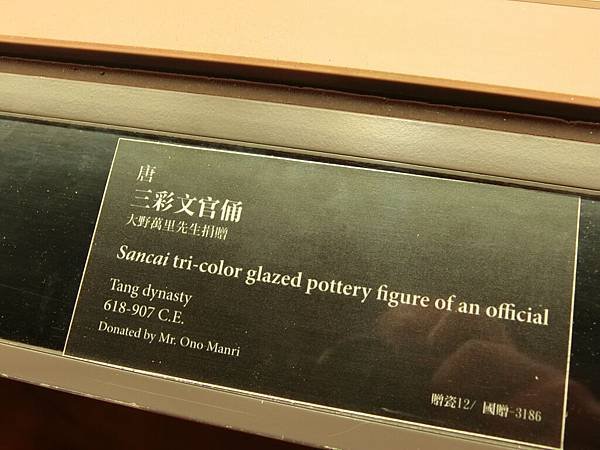 唐
三彩文官俑
大野萬里先生捐贈
Sancai tri-color glazed pottery figure of an official
Tang dynasty
618-907 C.E.
Donated by Mr. Ono Manri
贈瓷12/ 國贈-3186